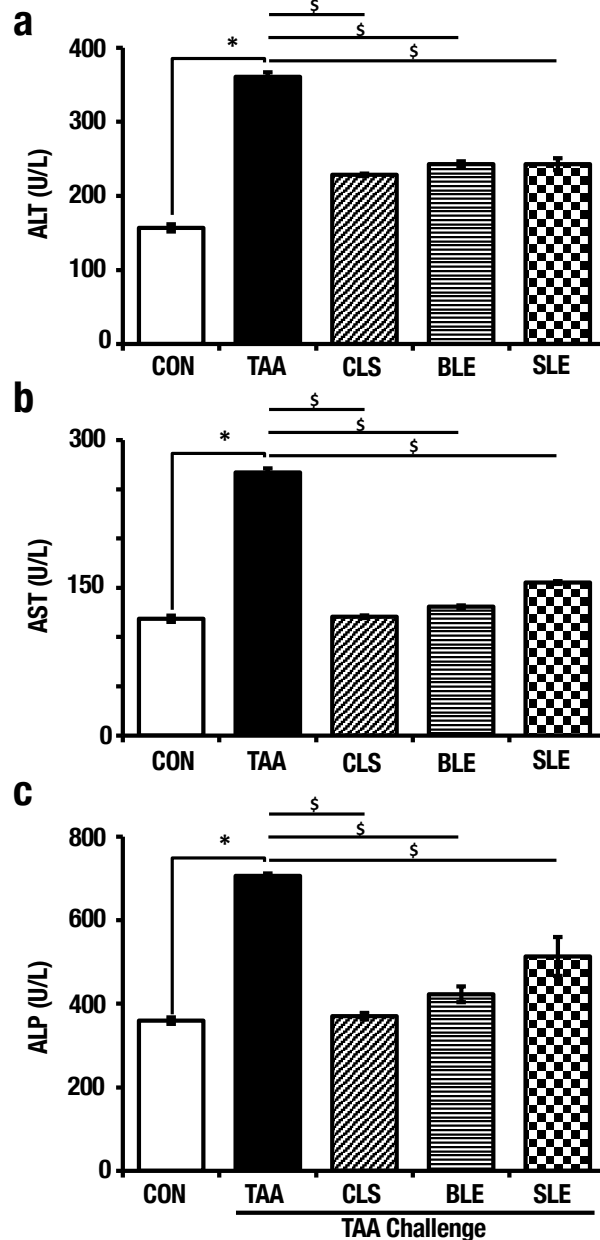 a
$
$
* $
400
300
200
100
0
ALT (U/L)
CON TAA CLS BLE SLE
b
$
$
* $
300
150
0
AST (U/L)
CON TAA CLS BLE SLE
c
$
$
* $
800
600
400
200
0
ALP (U/L)
CON TAA CLS BLE SLE
TAA Challenge